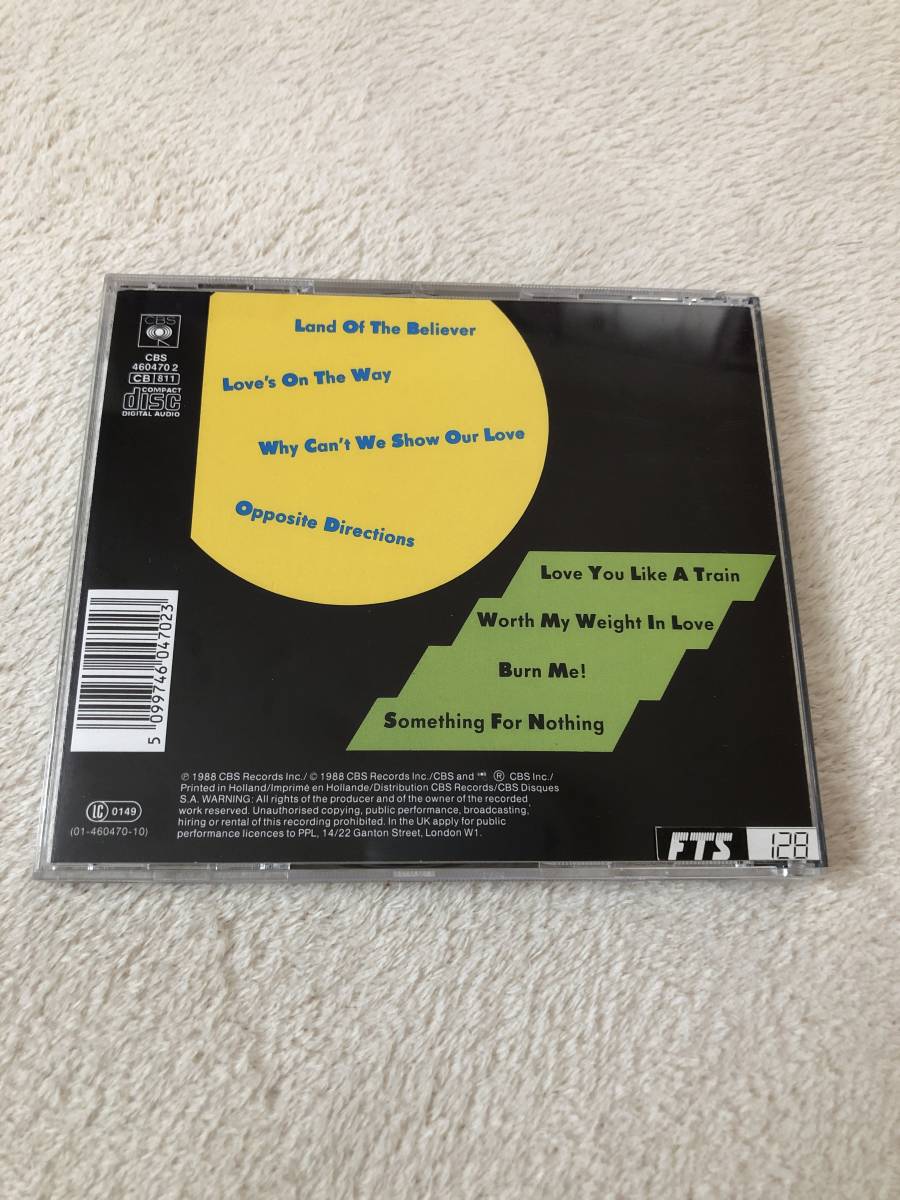 CBS
CBS
460470 2
CB 811
COMPACT
disc
DIGITAL AUDIO
Land Of The Believer
Love's On The Way
Why Can't We Show Our Love
Opposite Directions
Love You Like A Train
Worth My Weight In Love
Burn Me!
Something For Nothing
5 099746 047023
LC 0149
(01-460470-10)
℗ 1988 CBS Records Inc./ © 1988 CBS Records Inc./CBS and ® CBS Inc./
Printed in Holland/Imprimé en Hollande/Distribution CBS Records/CBS Disques
S.A. WARNING: All rights of the producer and of the owner of the recorded
work reserved. Unauthorised copying, public performance, broadcasting,
hiring or rental of this recording prohibited. In the UK apply for public
performance licences to PPL, 14/22 Ganton Street, London W1.
FTS 128